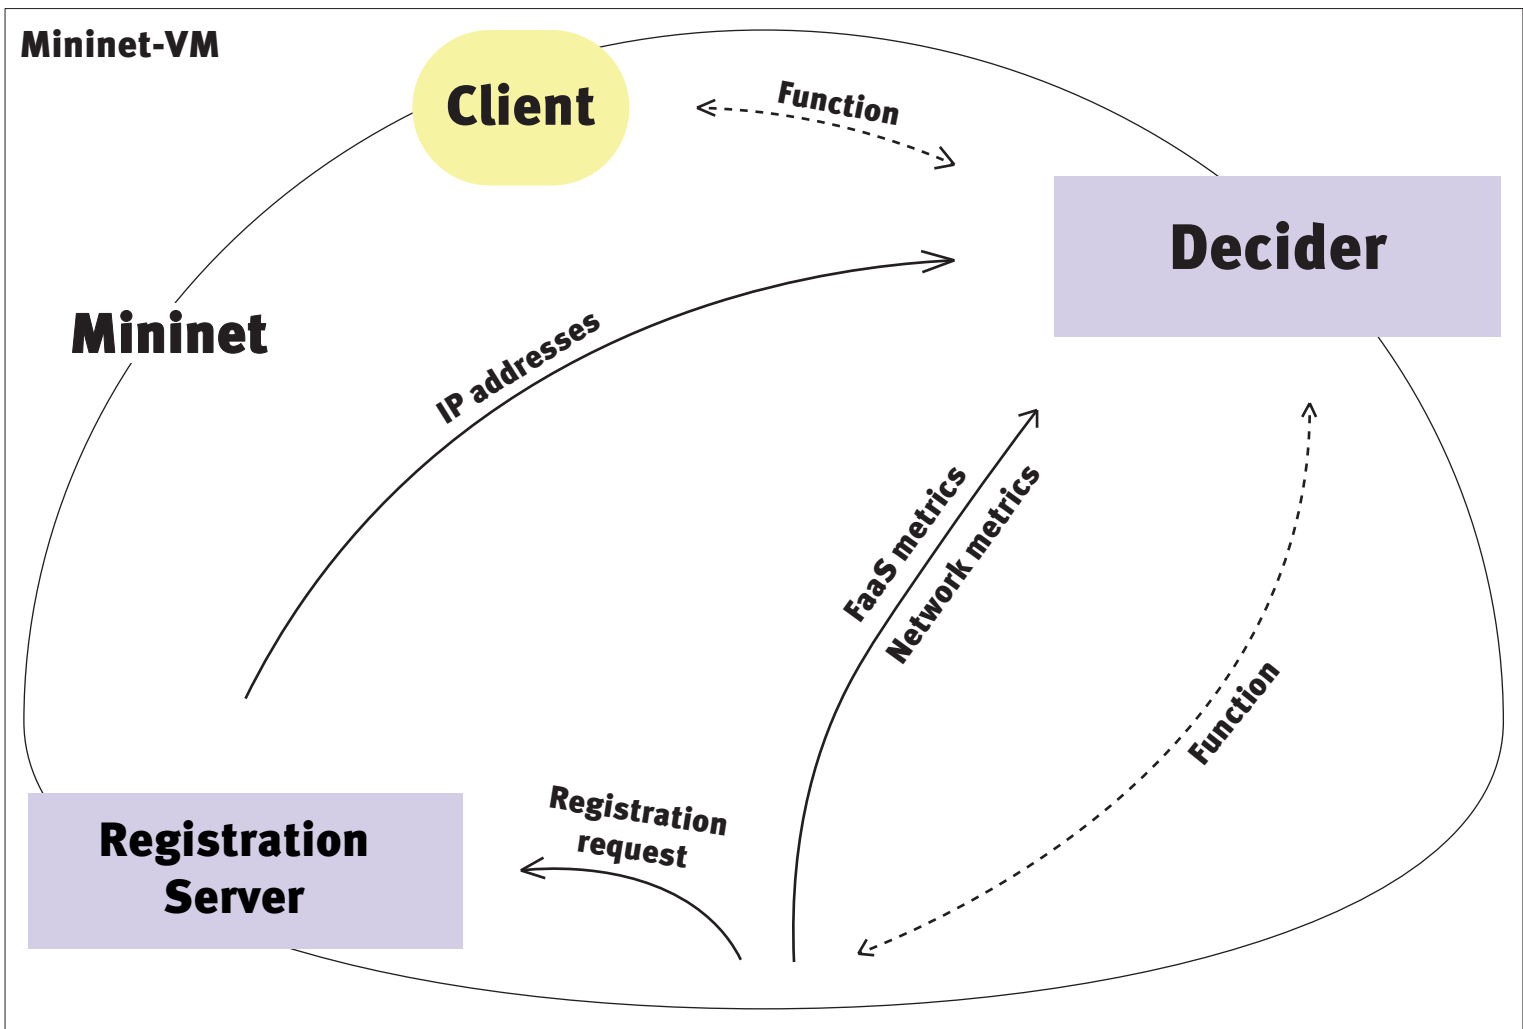 Mininet-VM
Client
Function
Decider
Mininet
IP addresses
FaaS metrics
Network metrics
Function
Registration
request
Registration
Server